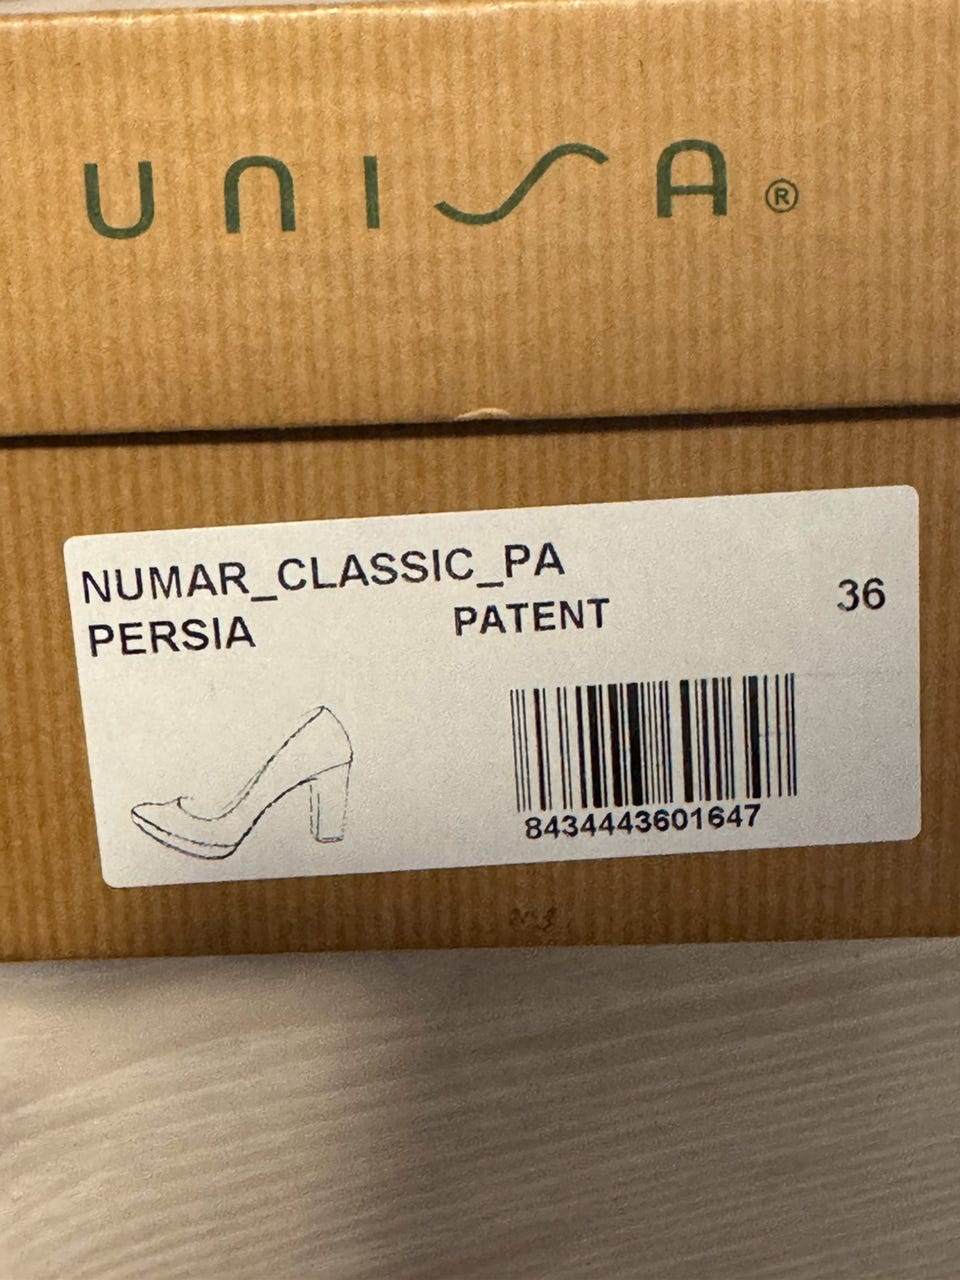 UNISA®
NUMAR_CLASSIC_PA
PERSIA PATENT 36
8434443601647